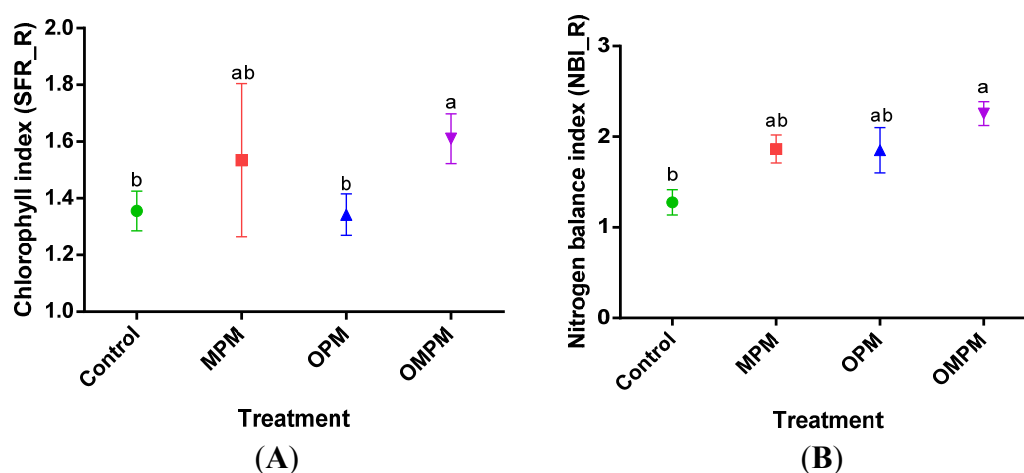 Chlorophyll index (SFR_R)
2.0
1.8
1.6
1.4
1.2
1.0
b
ab
b
a
Control
MPM
OPM
OMPM
Treatment
(A)
Nitrogen balance index (NBI_R)
3
2
1
0
b
ab
ab
a
Control
MPM
OPM
OMPM
Treatment
(B)